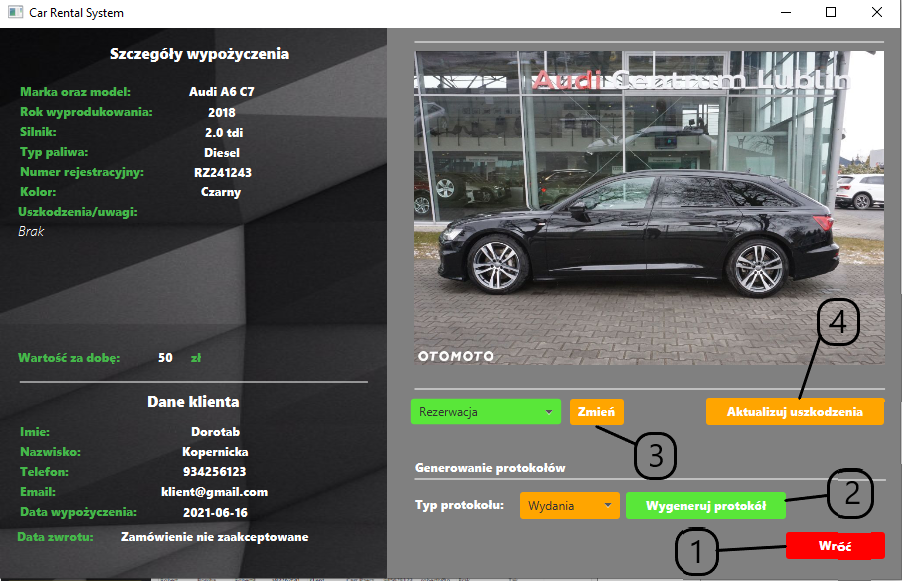 Car Rental System
Szczegóły wypożyczenia
Marka oraz model: Audi A6 C7
Rok wyprodukowania: 2018
Silnik: 2.0 tdi
Typ paliwa: Diesel
Numer rejestracyjny: RZ241243
Kolor: Czarny
Uszkodzenia/uwagi:
Brak
Wartość za dobę: 50 zł
Dane klienta
Imie: Dorotab
Nazwisko: Kopernicka
Telefon: 934256123
Email: klient@gmail.com
Data wypożyczenia: 2021-06-16
Data zwrotu: Zamówienie nie zaakceptowane
Audi Centrum Lublin
OTOMOTO
4
Rezerwacja Zmień Aktualizuj uszkodzenia
3
Generowanie protokołów
Typ protokołu: Wydania Wygeneruj protokół
2
1
Wróć